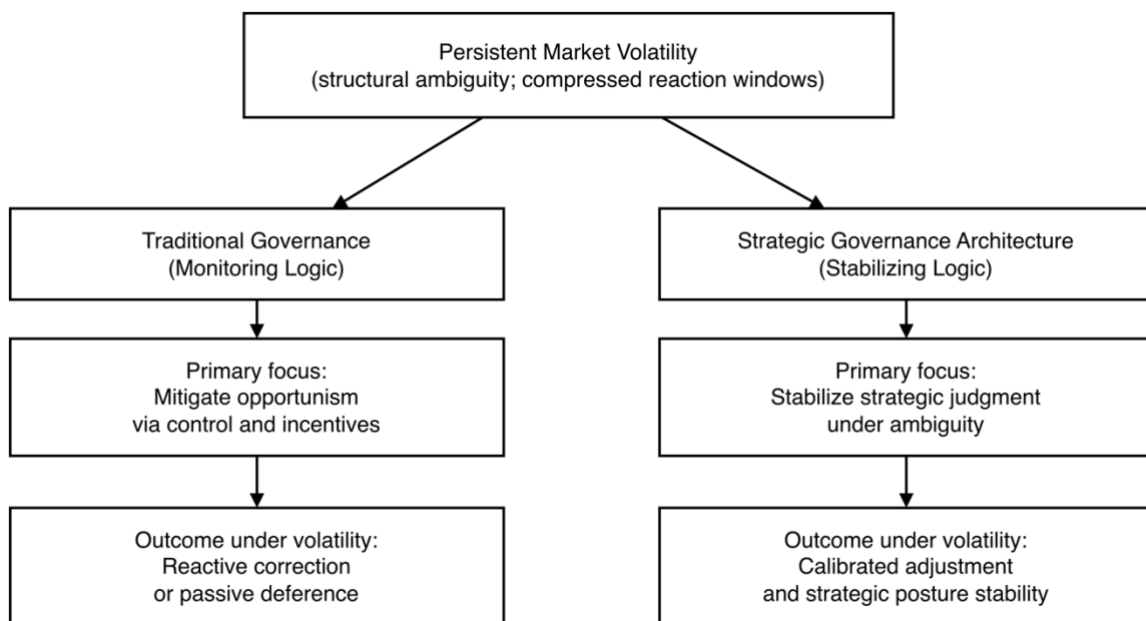 Persistent Market Volatility
(structural ambiguity; compressed reaction windows)
Traditional Governance
(Monitoring Logic)
Primary focus:
Mitigate opportunism
via control and incentives
Outcome under volatility:
Reactive correction
or passive deference
Strategic Governance Architecture
(Stabilizing Logic)
Primary focus:
Stabilize strategic judgment
under ambiguity
Outcome under volatility:
Calibrated adjustment
and strategic posture stability